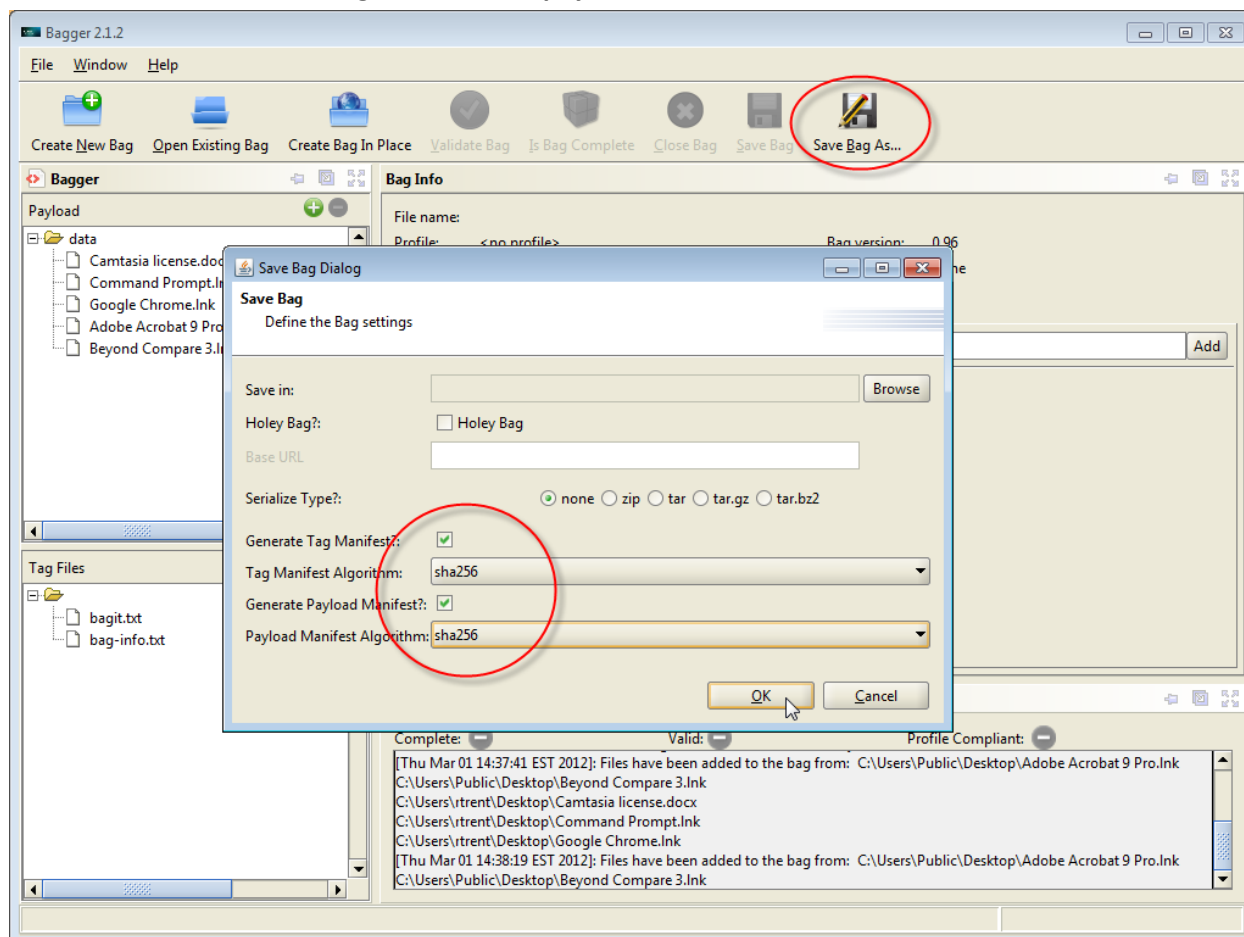 Bagger 2.1.2
File Window Help
Create New Bag Open Existing Bag Create Bag In Place Validate Bag Is Bag Complete Close Bag Save Bag Save Bag As...
Bagger
Payload
data
Camtasia license.doc
Command Prompt.ln
Google Chrome.lnk
Adobe Acrobat 9 Pro
Beyond Compare 3.ln
Tag Files
bagit.txt
bag-info.txt
Bag Info
File name:
Profile: <no profile> Bag version: 0.96
Add
Save Bag Dialog
Save Bag
Define the Bag settings
Save in: Browse
Holey Bag?: Holey Bag
Base URL
Serialize Type?: none zip tar tar.gz tar.bz2
Generate Tag Manifest?:
Tag Manifest Algorithm: sha256
Generate Payload Manifest?:
Payload Manifest Algorithm: sha256
OK Cancel
Complete: Valid: Profile Compliant:
[Thu Mar 01 14:37:41 EST 2012]: Files have been added to the bag from: C:\Users\Public\Desktop\Adobe Acrobat 9 Pro.lnk
C:\Users\Public\Desktop\Beyond Compare 3.lnk
C:\Users\rtrent\Desktop\Camtasia license.docx
C:\Users\rtrent\Desktop\Command Prompt.lnk
C:\Users\rtrent\Desktop\Google Chrome.lnk
[Thu Mar 01 14:38:19 EST 2012]: Files have been added to the bag from: C:\Users\Public\Desktop\Adobe Acrobat 9 Pro.lnk
C:\Users\Public\Desktop\Beyond Compare 3.lnk